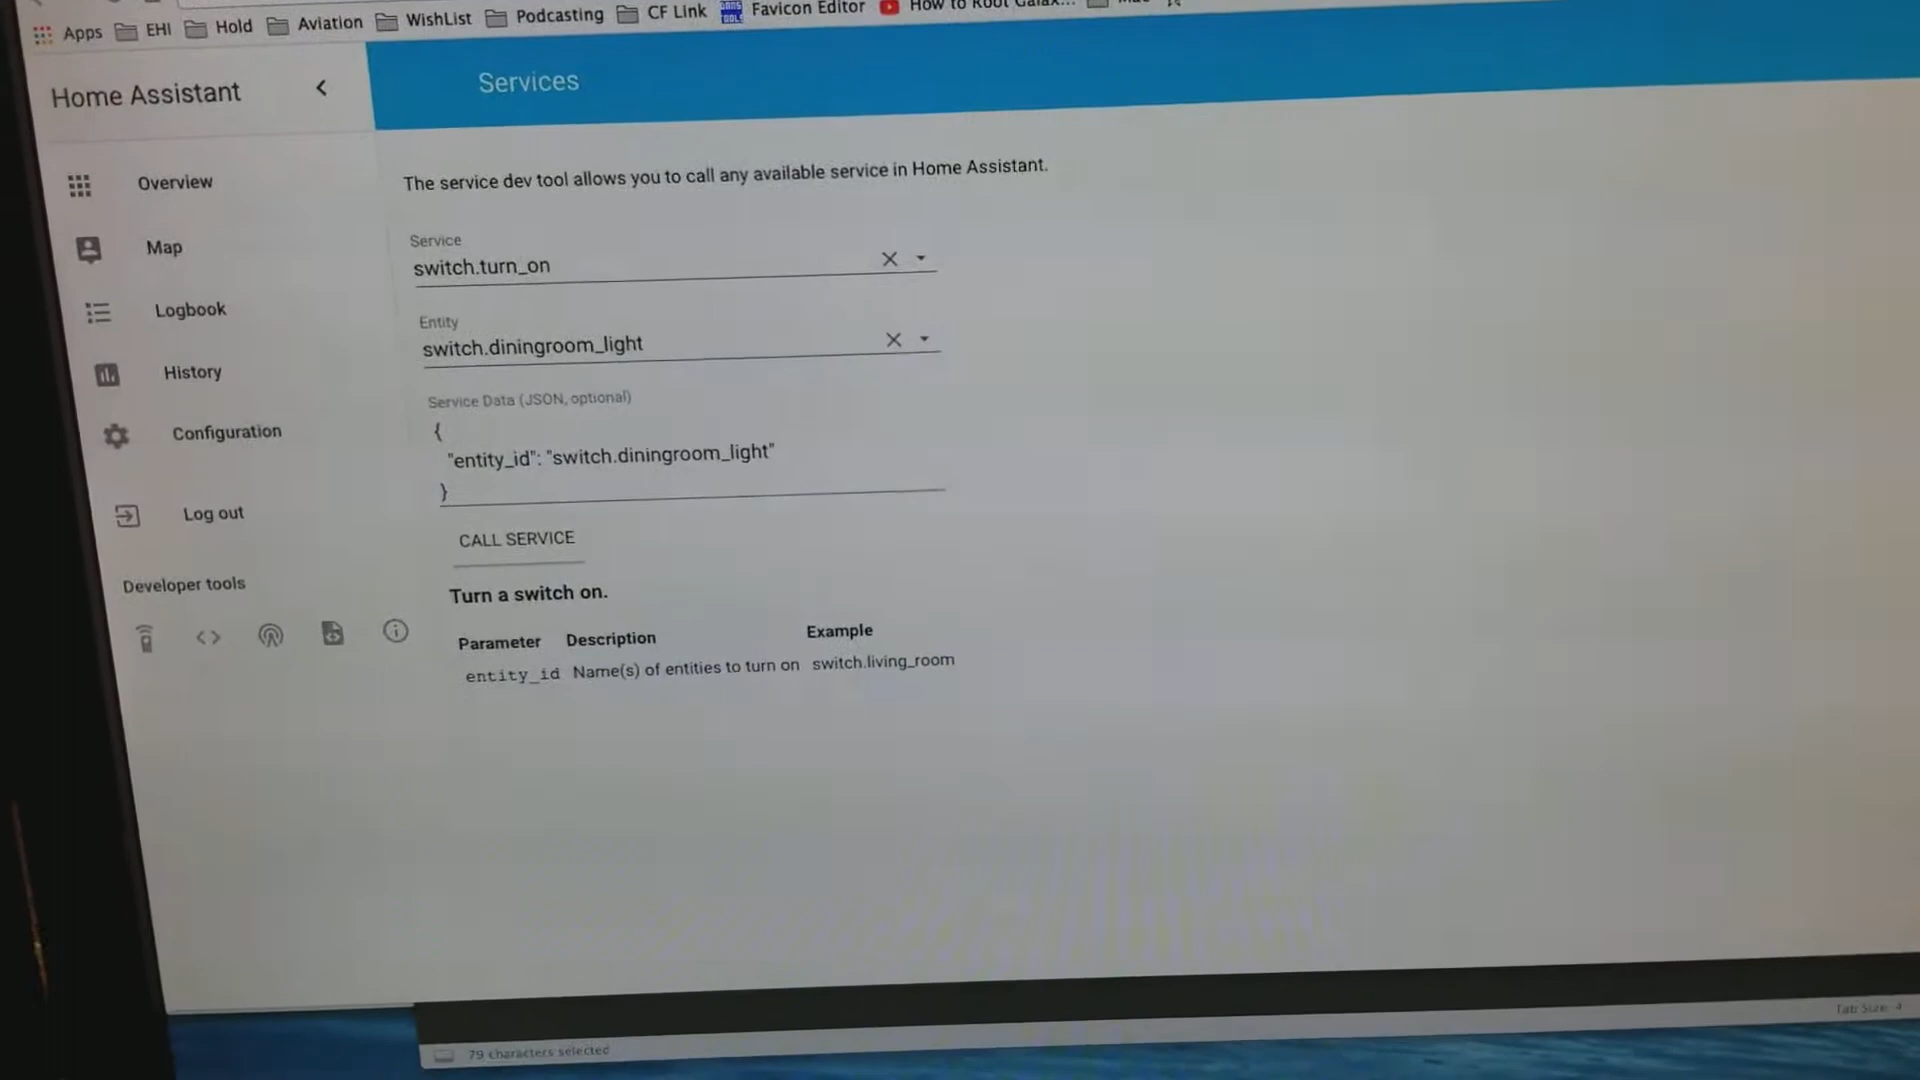 Apps EHI Hold Aviation WishList Podcasting CF Link Favicon Editor How to Root Galax...
Home Assistant
Services
Overview
Map
Logbook
History
Configuration
Log out
Developer tools
The service dev tool allows you to call any available service in Home Assistant.
Service
switch.turn_on
Entity
switch.diningroom_light
Service Data (JSON, optional)
{
"entity_id": "switch.diningroom_light"
}
CALL SERVICE
Turn a switch on.
Parameter Description Example
entity_id Name(s) of entities to turn on switch.living_room
79 characters selected
Tab Size: 4